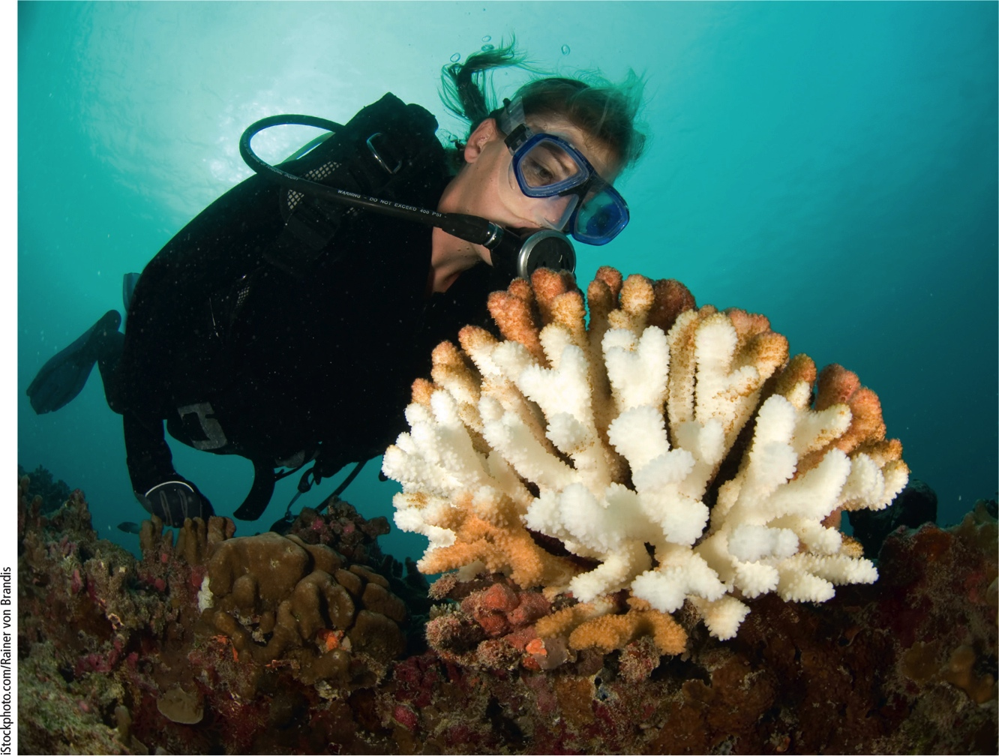 WARNING - DO NOT EXCEED 400 PSI
iStockphoto.com/Rainer von Brandis